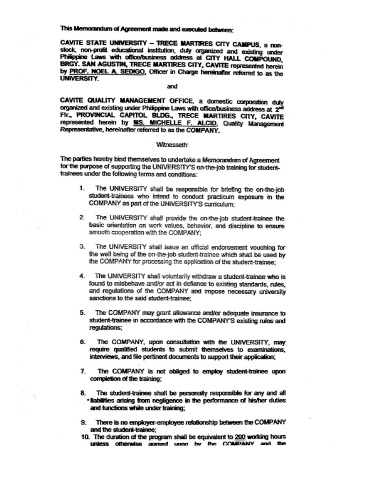 This Memorandum of Agreement made and executed between;
CAVITE STATE UNIVERSITY – TRECE MARTIRES CITY CAMPUS, a non-
stock, non-profit educational institution, duly organized and existing under
Philippine Laws with office/business address at CITY HALL COMPOUND,
BRGY. SAN AGUSTIN, TRECE MARTIRES CITY, CAVITE represented herein
by PROF. NOEL A. SEDIGO, Officer in Charge hereinafter referred to as the
UNIVERSITY.
and
CAVITE QUALITY MANAGEMENT OFFICE, a domestic corporation duly
organized and existing under Philippine Laws with office/business address at 2nd
Flr., PROVINCIAL CAPITOL BLDG., TRECE MARTIRES CITY, CAVITE
represented herein by MS. MICHELLE F. ALCID, Quality Management
Representative, hereinafter referred to as the COMPANY.
Witnesseth:
The parties hereby bind themselves to undertake a Memorandum of Agreement
for the purpose of supporting the UNIVERSITY'S on-the-job training for student-
trainees under the following terms and conditions:
1. The UNIVERSITY shall be responsible for briefing the on-the-job
student-trainees who intend to conduct practicum exposure in the
COMPANY as part of the UNIVERSITY'S curriculum;
2. The UNIVERSITY shall provide the on-the-job student-trainee the
basic orientation on work values, behavior, and discipline to ensure
smooth cooperation with the COMPANY;
3. The UNIVERSITY shall issue an official endorsement vouching for
the well being of the on-the-job student-trainee which shall be used by
the COMPANY for processing the application of the student-trainee;
4. The UNIVERSITY shall voluntarily withdraw a student-trainee who is
found to misbehave and/or act in defiance to existing standards, rules,
and regulations of the COMPANY and impose necessary university
sanctions to the said student-trainee;
5. The COMPANY may grant allowance and/or adequate insurance to
student-trainee in accordance with the COMPANY'S existing rules and
regulations;
6. The COMPANY, upon consultation with the UNIVERSITY, may
require qualified students to submit themselves to examinations,
interviews, and file pertinent documents to support their application;
7. The COMPANY is not obliged to employ student-trainee upon
completion of the training;
8. The student-trainee shall be personally responsible for any and all
liabilities arising from negligence in the performance of his/her duties
and functions while under training;
9. There is no employer-employee relationship between the COMPANY
and the student-trainee;
10. The duration of the program shall be equivalent to 200 working hours
unless otherwise agreed upon by the COMPANY and the